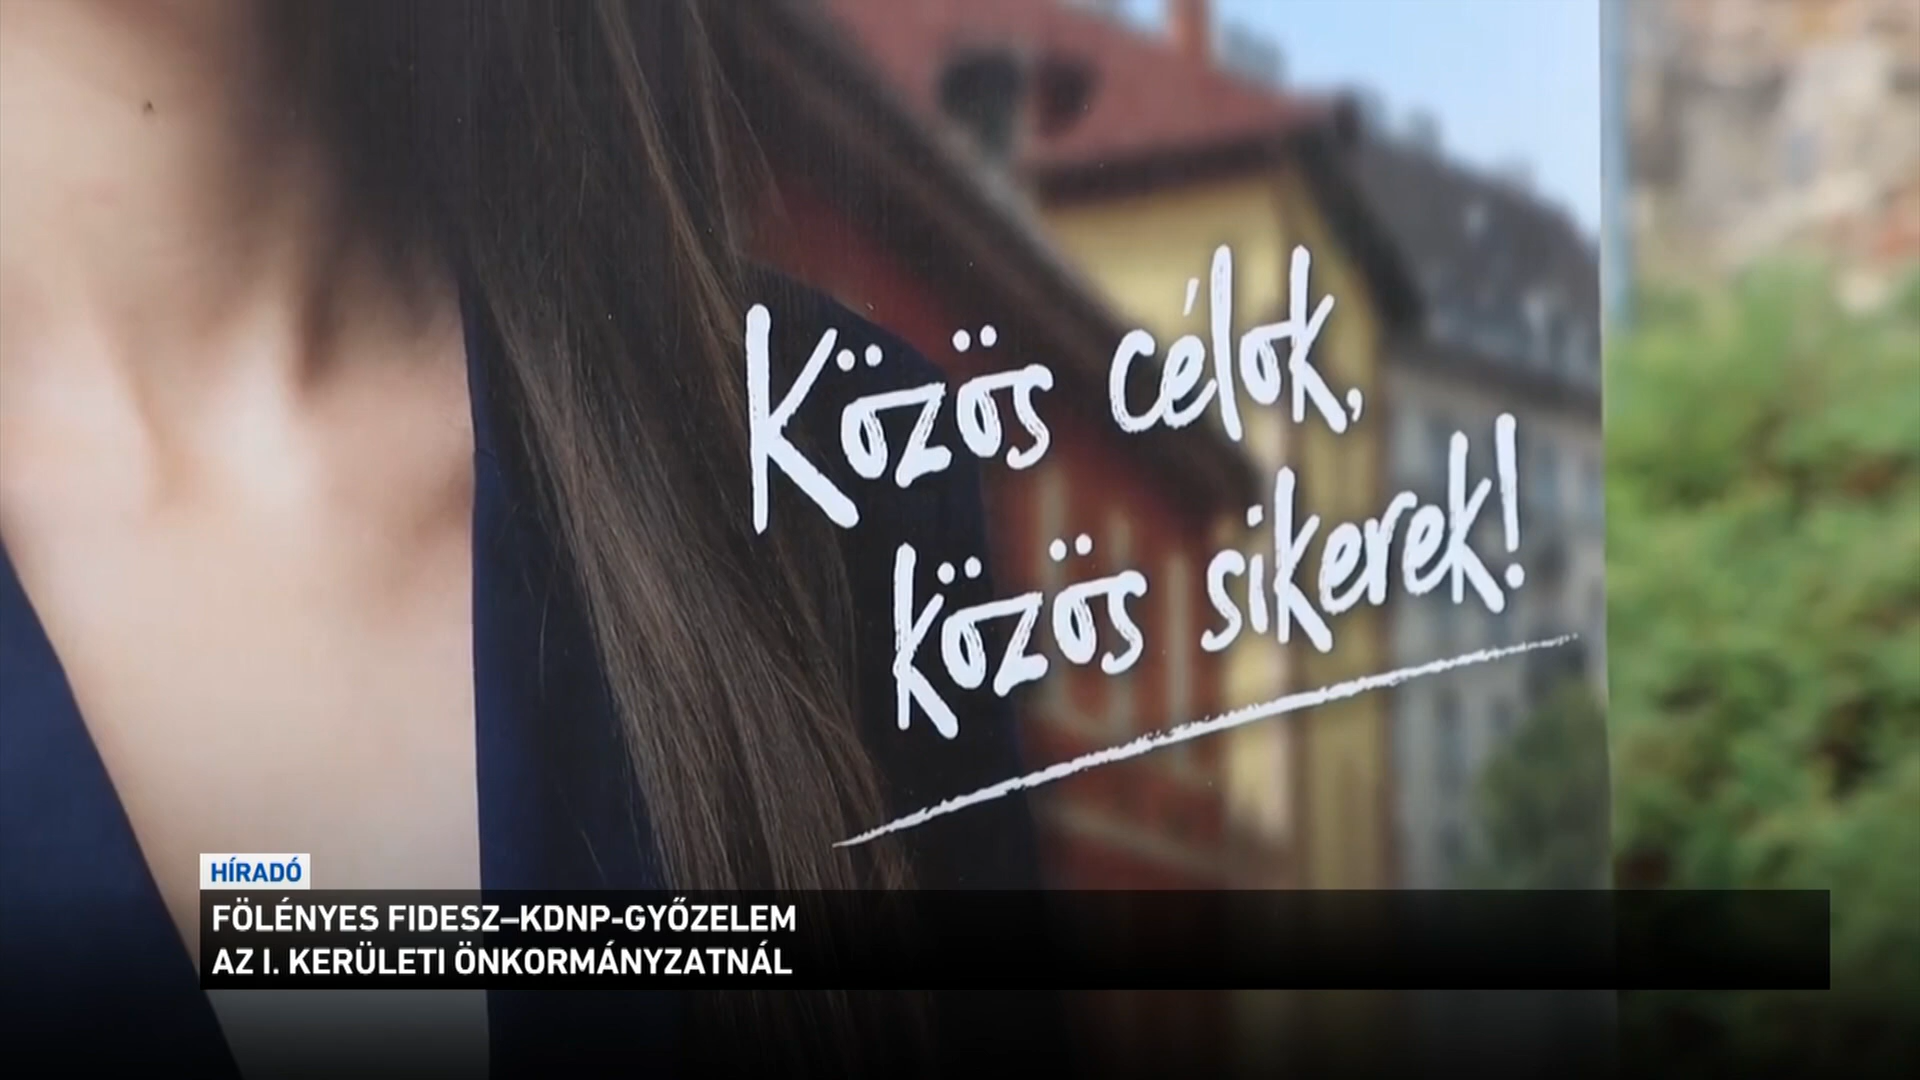 Közös célok,
közös sikerek!
HÍRADÓ
FÖLÉNYES FIDESZ–KDNP-GYŐZELEM
AZ I. KERÜLETI ÖNKORMÁNYZATNÁL